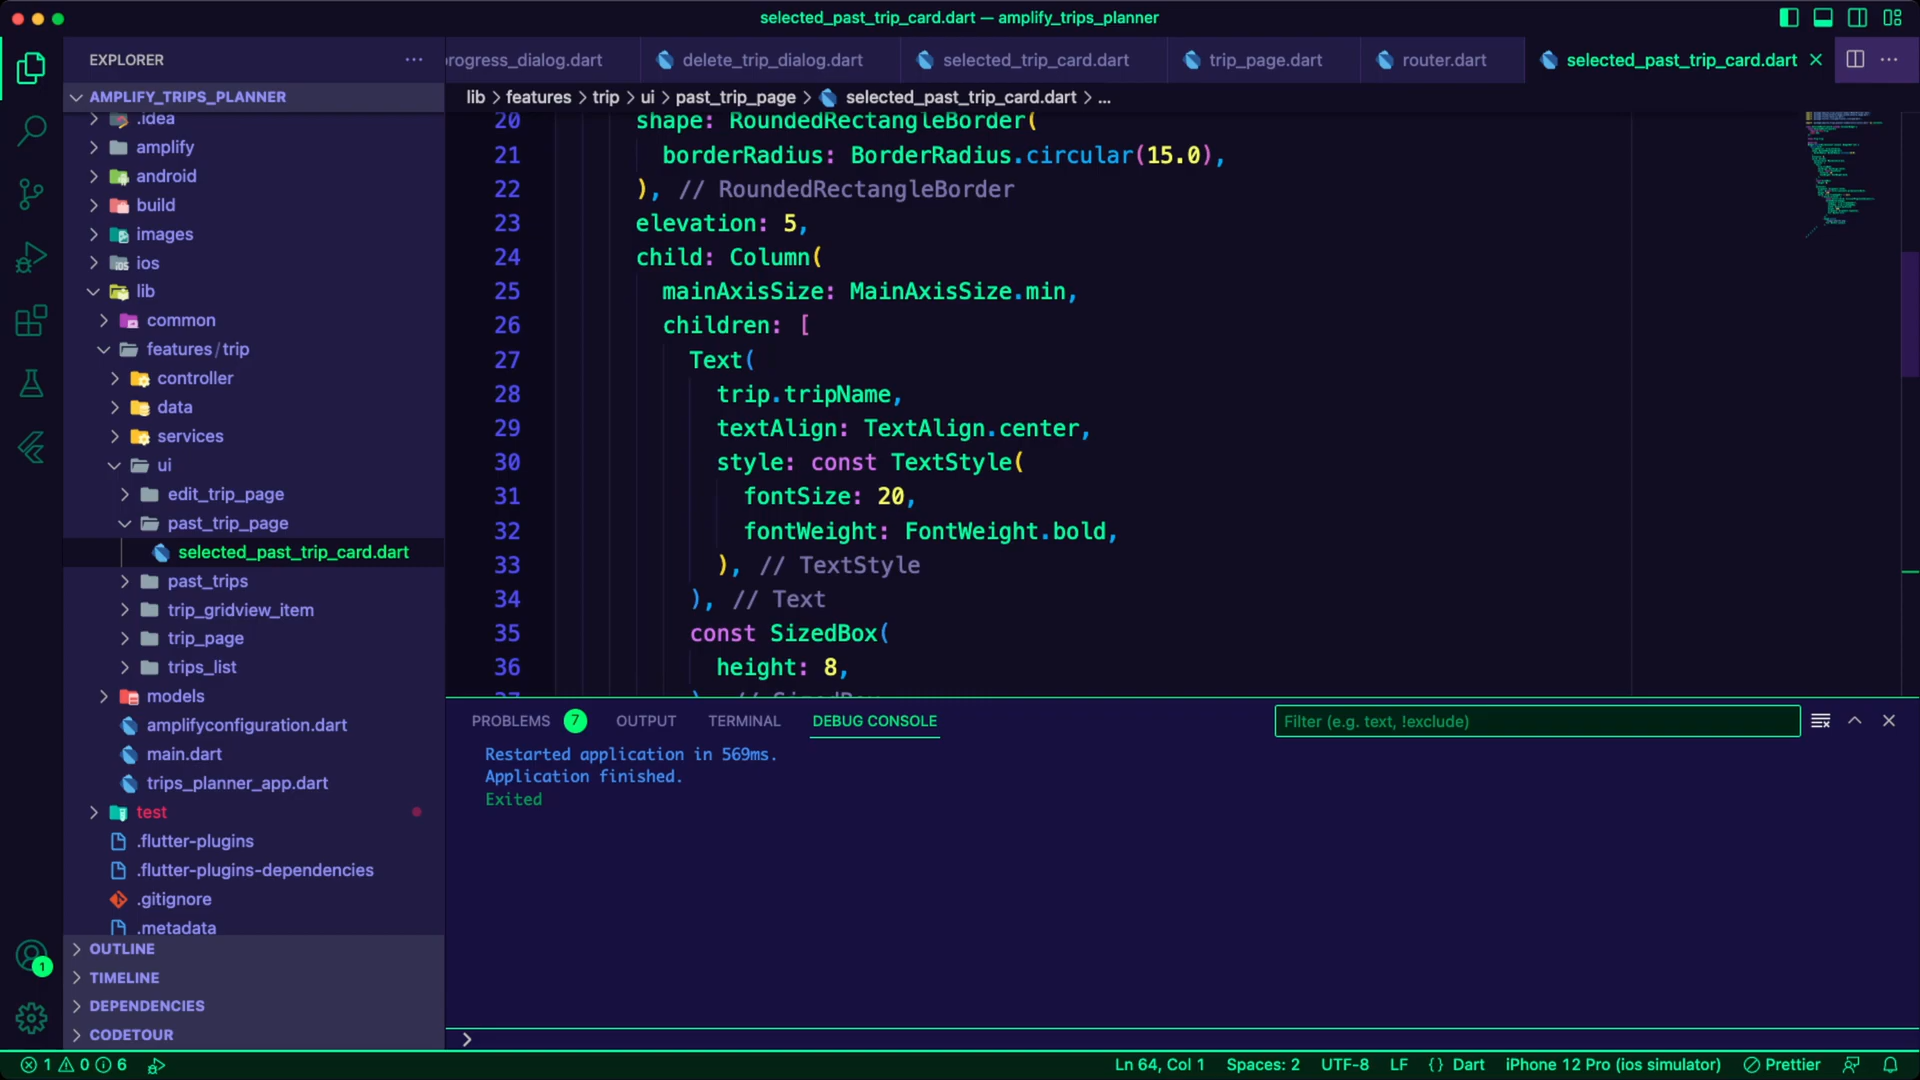 selected_past_trip_card.dart — amplify_trips_planner
EXPLORER
rogress_dialog.dart
delete_trip_dialog.dart
selected_trip_card.dart
trip_page.dart
router.dart
selected_past_trip_card.dart
AMPLIFY_TRIPS_PLANNER
lib > features > trip > ui > past_trip_page > selected_past_trip_card.dart > ...
.idea
amplify
android
build
images
ios
lib
common
features/trip
controller
data
services
ui
edit_trip_page
past_trip_page
selected_past_trip_card.dart
past_trips
trip_gridview_item
trip_page
trips_list
models
amplifyconfiguration.dart
main.dart
trips_planner_app.dart
test
.flutter-plugins
.flutter-plugins-dependencies
.gitignore
.metadata
OUTLINE
TIMELINE
DEPENDENCIES
CODETOUR
20 shape: RoundedRectangleBorder(
21 borderRadius: BorderRadius.circular(15.0),
22 ), // RoundedRectangleBorder
23 elevation: 5,
24 child: Column(
25 mainAxisSize: MainAxisSize.min,
26 children: [
27 Text(
28 trip.tripName,
29 textAlign: TextAlign.center,
30 style: const TextStyle(
31 fontSize: 20,
32 fontWeight: FontWeight.bold,
33 ), // TextStyle
34 ), // Text
35 const SizedBox(
36 height: 8,
37 ), // SizedBox
PROBLEMS 7 OUTPUT TERMINAL DEBUG CONSOLE
Filter (e.g. text, !exclude)
Restarted application in 569ms.
Application finished.
Exited
>
1
1 0 6
Ln 64, Col 1 Spaces: 2 UTF-8 LF {} Dart iPhone 12 Pro (ios simulator) Prettier